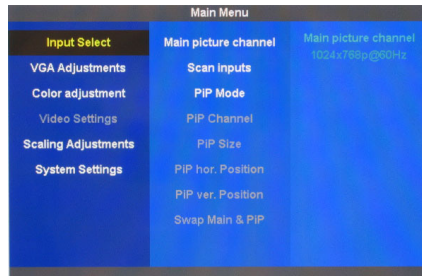 Main Menu
Input Select
VGA Adjustments
Color adjustment
Video Settings
Scaling Adjustments
System Settings
Main picture channel
Scan inputs
PiP Mode
PiP Channel
PiP Size
PiP hor. Position
PiP ver. Position
Swap Main & PiP
Main picture channel
1024x768p@60Hz